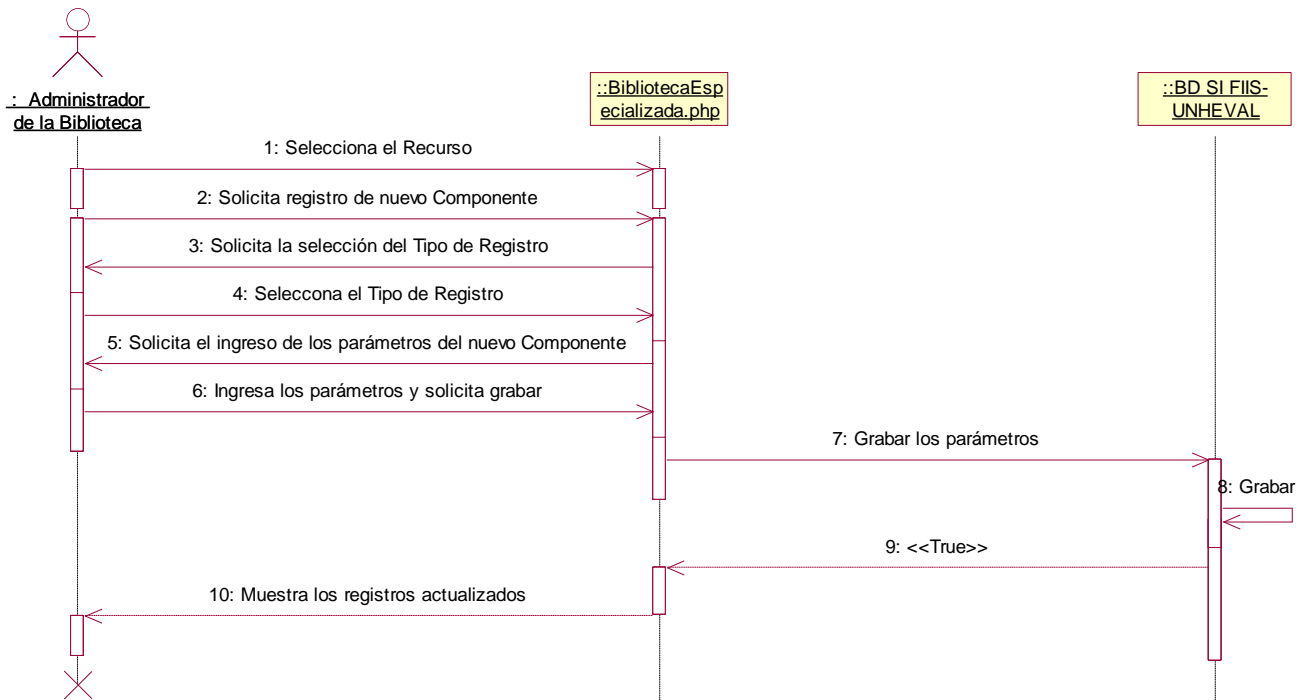 : Administrador
de la Biblioteca
::BibliotecaEsp
ecializada.php
::BD SI FIIS-
UNHEVAL
1: Selecciona el Recurso
2: Solicita registro de nuevo Componente
3: Solicita la selección del Tipo de Registro
4: Seleccona el Tipo de Registro
5: Solicita el ingreso de los parámetros del nuevo Componente
6: Ingresa los parámetros y solicita grabar
7: Grabar los parámetros
8: Grabar
9: <<True>>
10: Muestra los registros actualizados